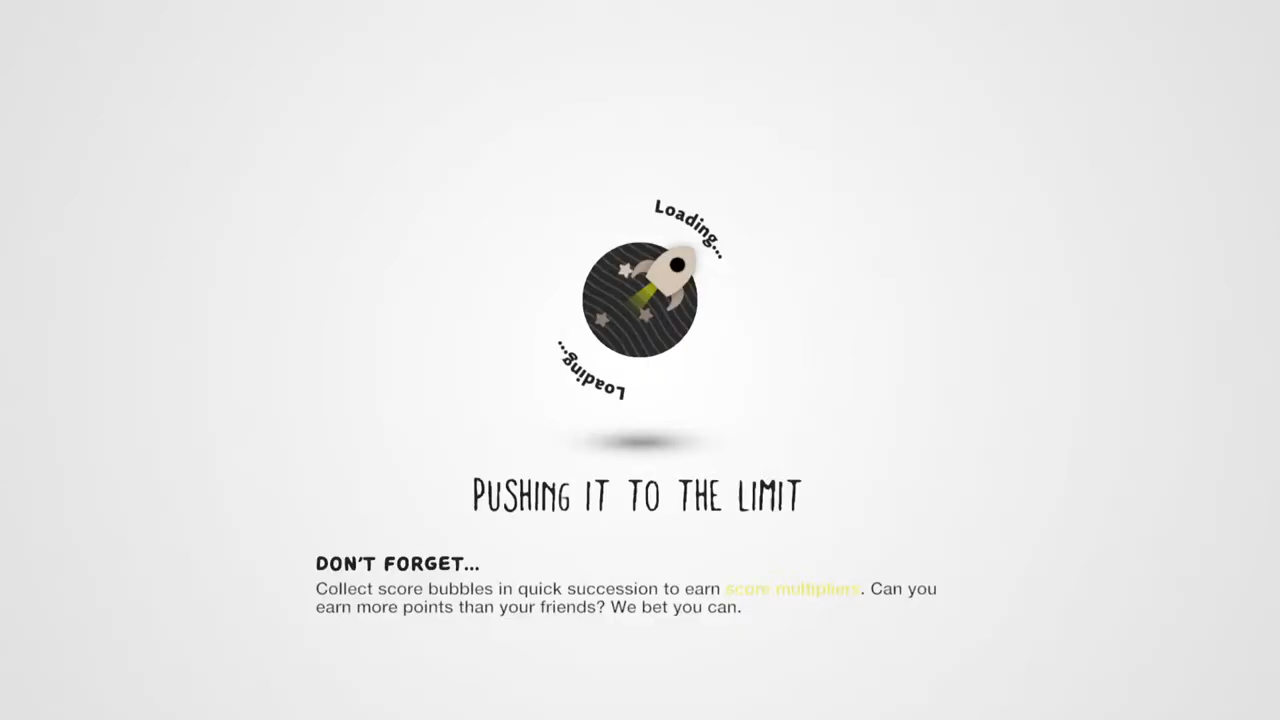 Loading...
Loading...
PUSHING IT TO THE LIMIT
DON'T FORGET...
Collect score bubbles in quick succession to earn score multipliers. Can you
earn more points than your friends? We bet you can.